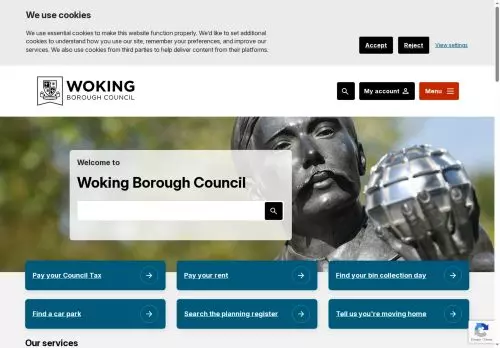 We use cookies
We use essential cookies to make this website function properly. We'd like to set additional
cookies to understand how you use our site, remember your preferences, and improve our
services. We also use cookies from third parties to help deliver content from their platforms.
Accept
Reject
View settings
WOKING
BOROUGH COUNCIL
My account
Menu
Welcome to
Woking Borough Council
Pay your Council Tax
Pay your rent
Find your bin collection day
Find a car park
Search the planning register
Tell us you're moving home
Our services
Privacy - Terms